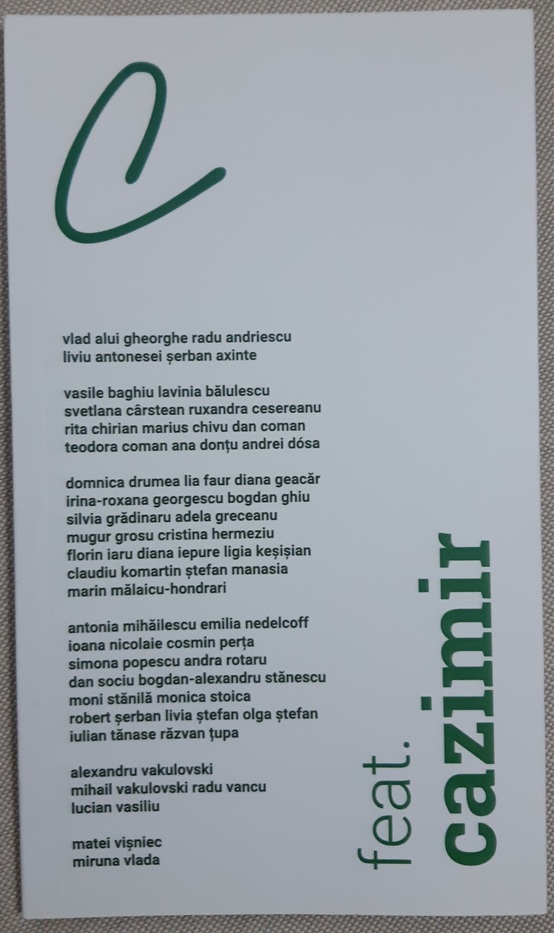 C
vlad alui gheorghe radu andriescu
liviu antonesei șerban axinte
vasile baghiu lavinia bălulescu
svetlana cârstean ruxandra cesereanu
rita chirian marius chivu dan coman
teodora coman ana donțu andrei dósa
domnica drumea lia faur diana geacăr
irina-roxana georgescu bogdan ghiu
silvia grădinaru adela greceanu
mugur grosu cristina hermeziu
florin iaru diana iepure ligia keșișian
claudiu komartin ștefan manasia
marin mălaicu-hondrari
antonia mihăilescu emilia nedelcoff
ioana nicolaie cosmin perța
simona popescu andra rotaru
dan sociu bogdan-alexandru stănescu
moni stănilă monica stoica
robert șerban livia ștefan olga ștefan
iulian tănase răzvan țupa
alexandru vakulovski
mihail vakulovski radu vancu
lucian vasiliu
matei vișniec
miruna vlada
feat.
cazimir